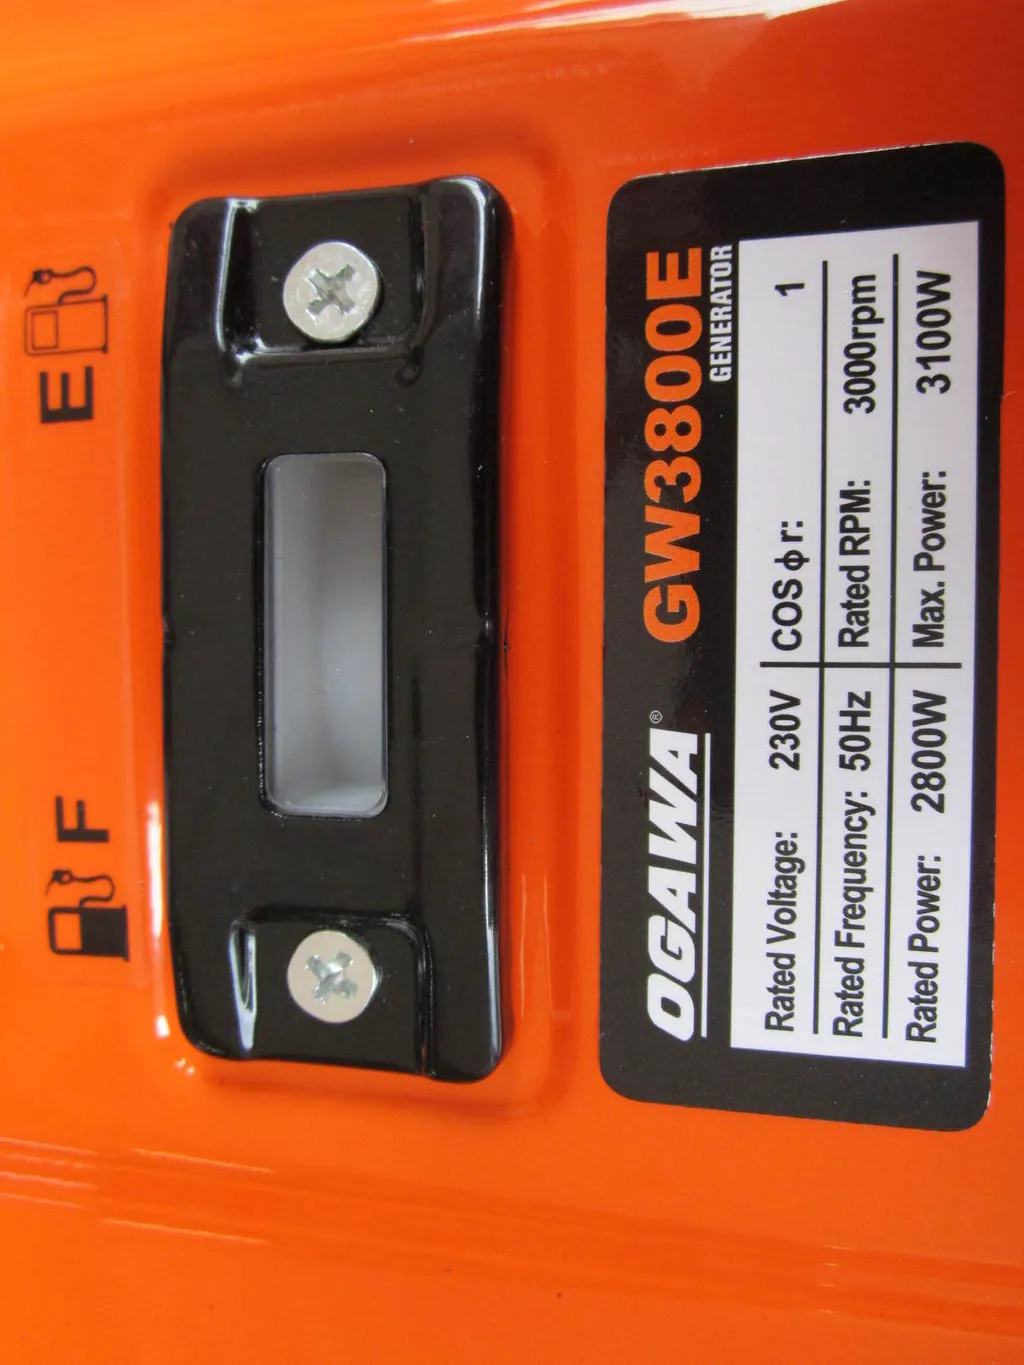 F E
OGAWA® GW3800E
GENERATOR
Rated Voltage: 230V COS ϕ r: 1
Rated Frequency: 50Hz Rated RPM: 3000rpm
Rated Power: 2800W Max. Power: 3100W